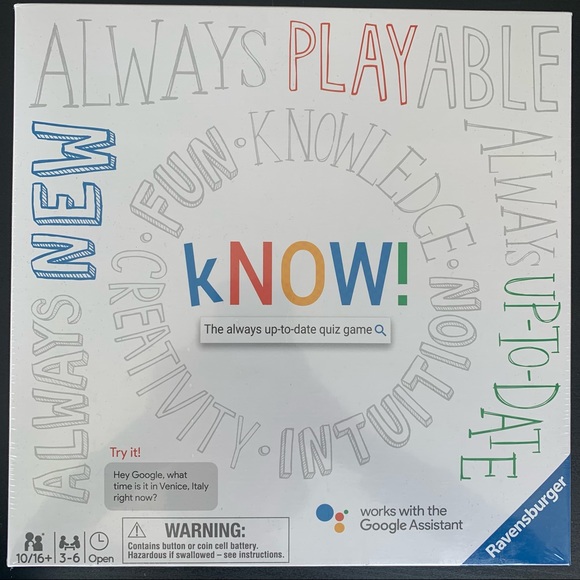 ALWAYS PLAYABLE
ALWAYS NEW
ALWAYS UP-TO-DATE
FUN · KNOWLEDGE · INTUITION · CREATIVITY ·
kNOW!
The always up-to-date quiz game
Try it!
Hey Google, what
time is it in Venice, Italy
right now?
works with the
Google Assistant
Ravensburger
10/16+
3-6
Open
WARNING:
Contains button or coin cell battery.
Hazardous if swallowed – see instructions.